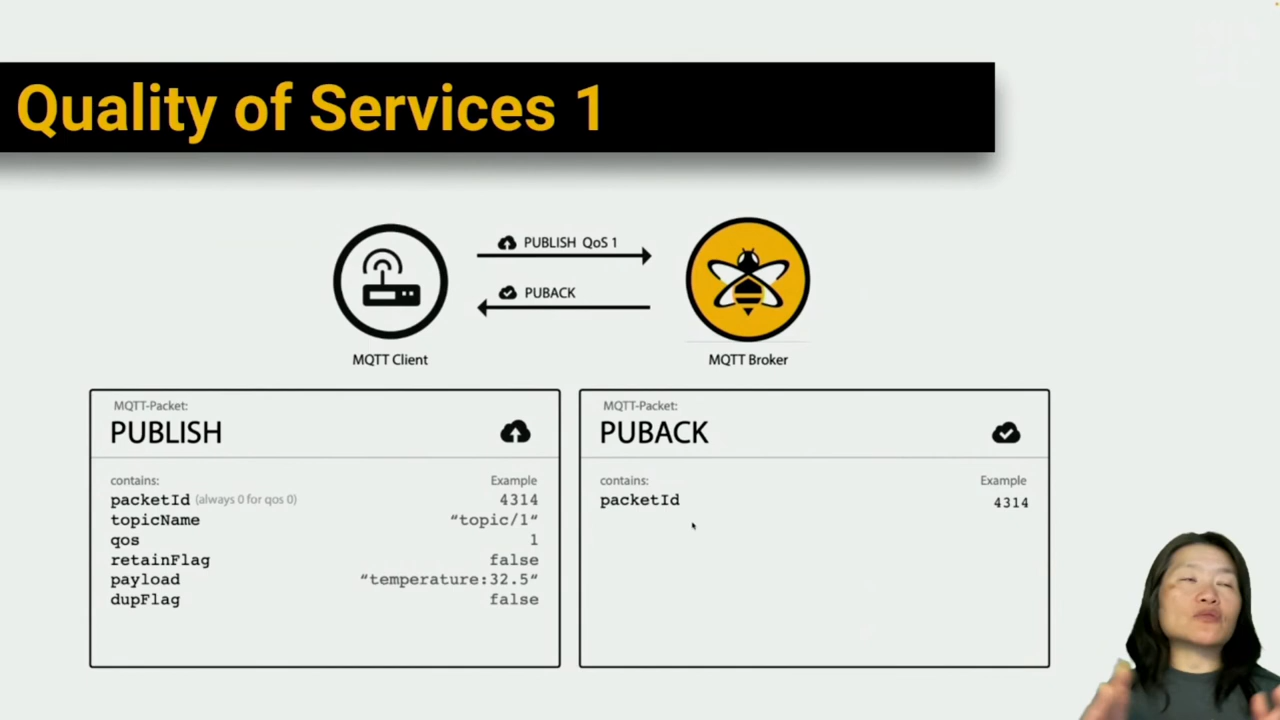 Quality of Services 1
PUBLISH QoS 1
PUBACK
MQTT Client
MQTT Broker
MQTT-Packet:
PUBLISH
contains:
Example
packetId (always 0 for qos 0)
4314
topicName
“topic/1“
qos
1
retainFlag
false
payload
“temperature:32.5“
dupFlag
false
MQTT-Packet:
PUBACK
contains:
Example
packetId
4314